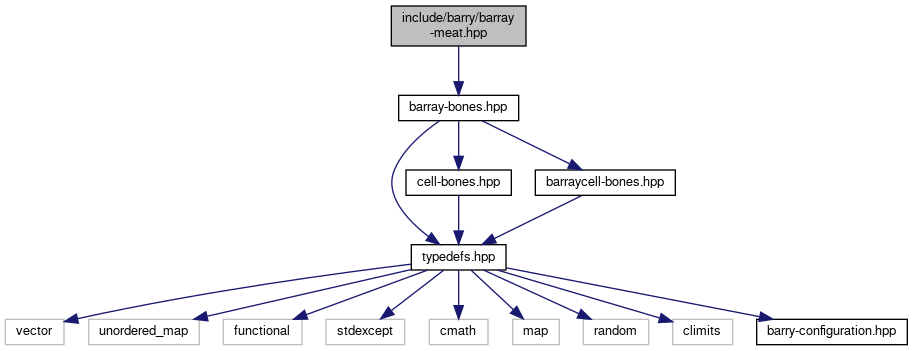 include/barry/barray
-meat.hpp
barray-bones.hpp
cell-bones.hpp
barraycell-bones.hpp
typedefs.hpp
vector
unordered_map
functional
stdexcept
cmath
map
random
climits
barry-configuration.hpp